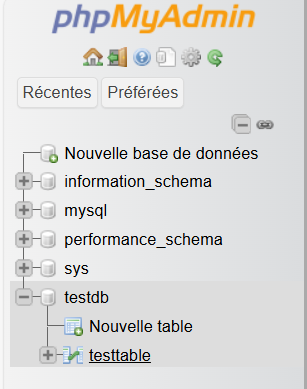 phpMyAdmin
Récentes Préférées
Nouvelle base de données
information_schema
mysql
performance_schema
sys
testdb
Nouvelle table
testtable